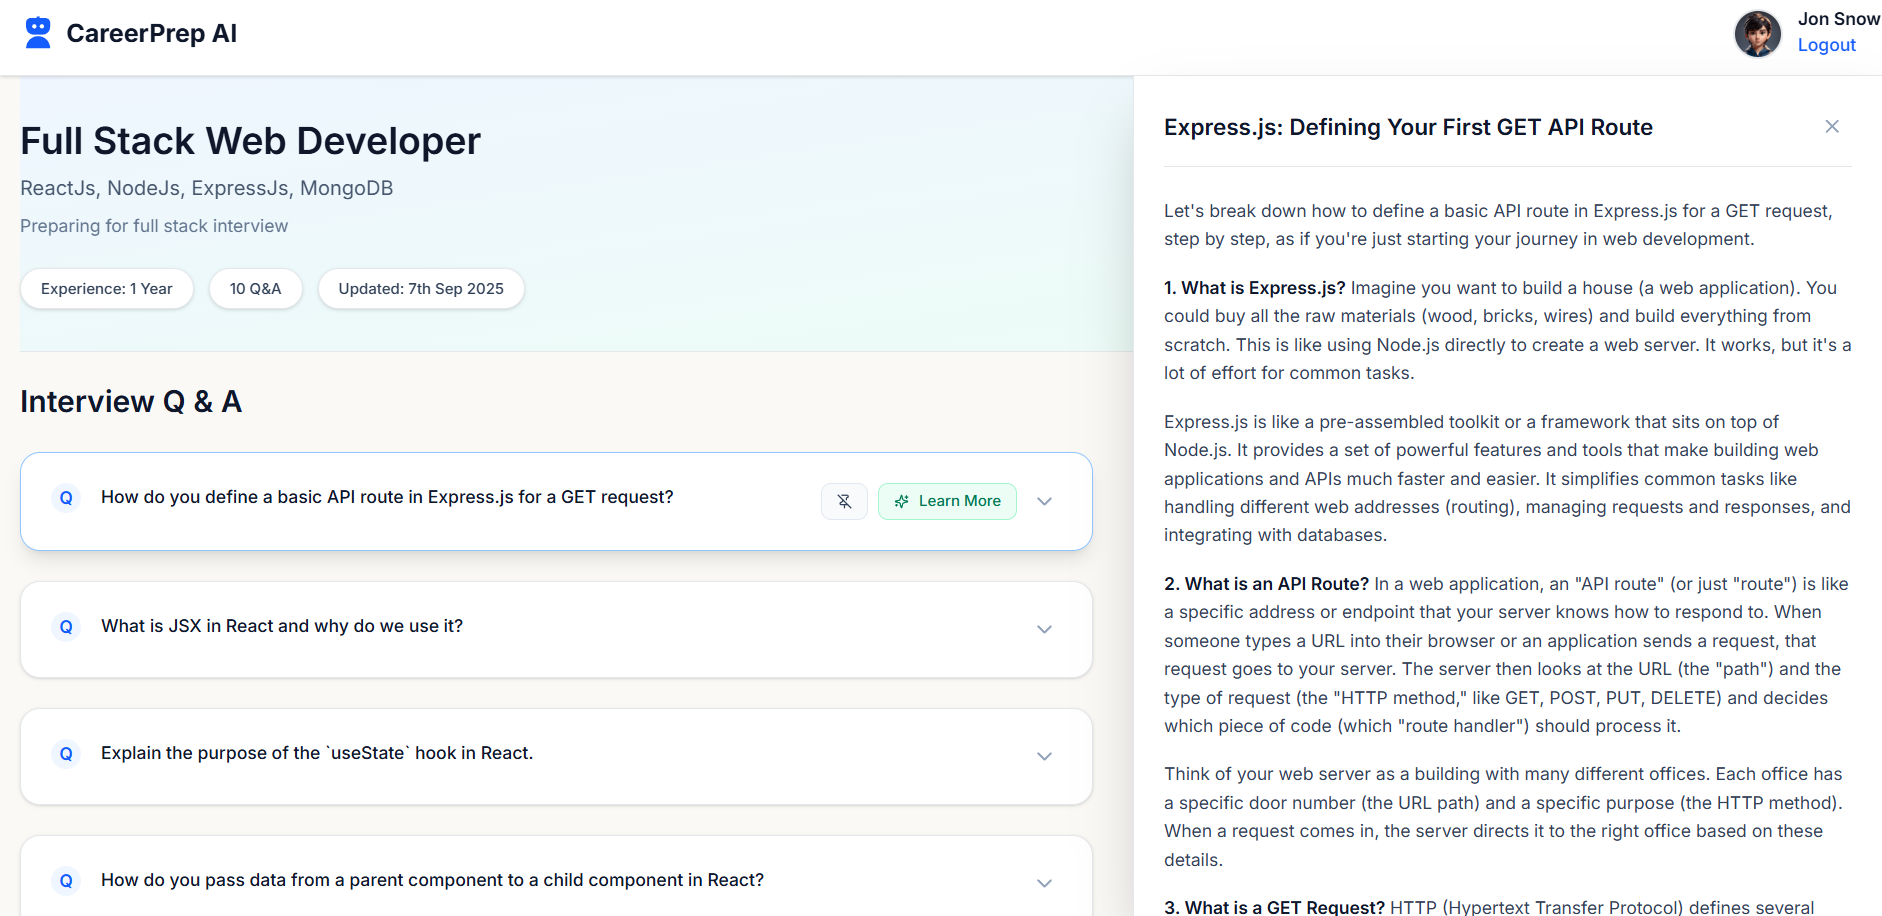 CareerPrep AI
Jon Snow
Logout
Full Stack Web Developer
ReactJs, NodeJs, ExpressJs, MongoDB
Preparing for full stack interview
Experience: 1 Year
10 Q&A
Updated: 7th Sep 2025
Interview Q & A
Q
How do you define a basic API route in Express.js for a GET request?
Learn More
Q
What is JSX in React and why do we use it?
Q
Explain the purpose of the `useState` hook in React.
Q
How do you pass data from a parent component to a child component in React?
Express.js: Defining Your First GET API Route
Let's break down how to define a basic API route in Express.js for a GET request,
step by step, as if you're just starting your journey in web development.
1. What is Express.js? Imagine you want to build a house (a web application). You
could buy all the raw materials (wood, bricks, wires) and build everything from
scratch. This is like using Node.js directly to create a web server. It works, but it's a
lot of effort for common tasks.
Express.js is like a pre-assembled toolkit or a framework that sits on top of
Node.js. It provides a set of powerful features and tools that make building web
applications and APIs much faster and easier. It simplifies common tasks like
handling different web addresses (routing), managing requests and responses, and
integrating with databases.
2. What is an API Route? In a web application, an "API route" (or just "route") is like
a specific address or endpoint that your server knows how to respond to. When
someone types a URL into their browser or an application sends a request, that
request goes to your server. The server then looks at the URL (the "path") and the
type of request (the "HTTP method," like GET, POST, PUT, DELETE) and decides
which piece of code (which "route handler") should process it.
Think of your web server as a building with many different offices. Each office has
a specific door number (the URL path) and a specific purpose (the HTTP method).
When a request comes in, the server directs it to the right office based on these
details.
3. What is a GET Request? HTTP (Hypertext Transfer Protocol) defines several